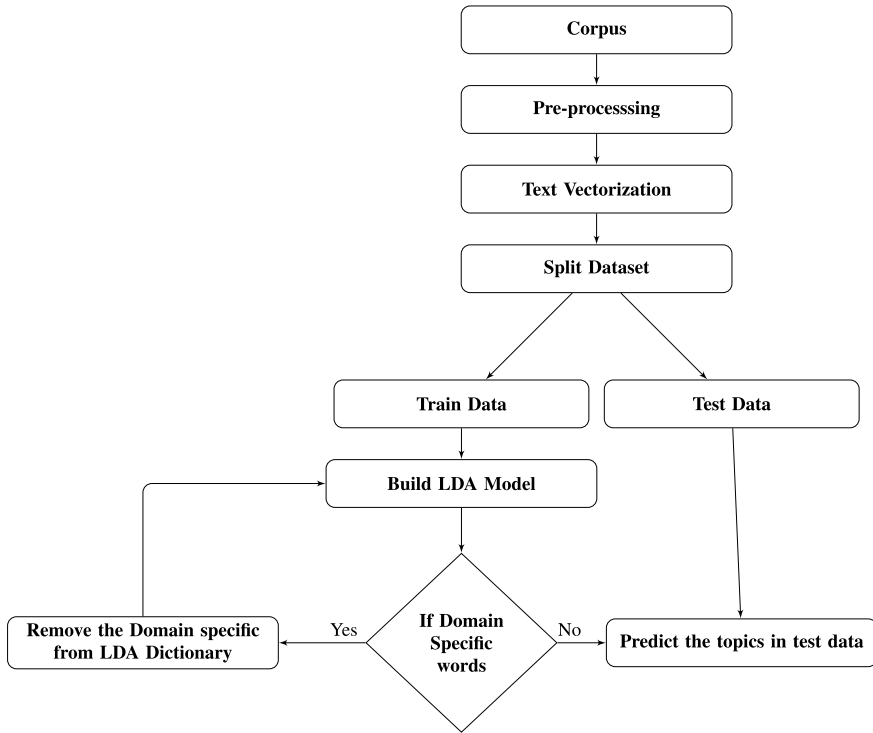 Corpus
Pre-processsing
Text Vectorization
Split Dataset
Train Data
Test Data
Build LDA Model
If Domain
Specific
words
Yes
No
Remove the Domain specific
from LDA Dictionary
Predict the topics in test data